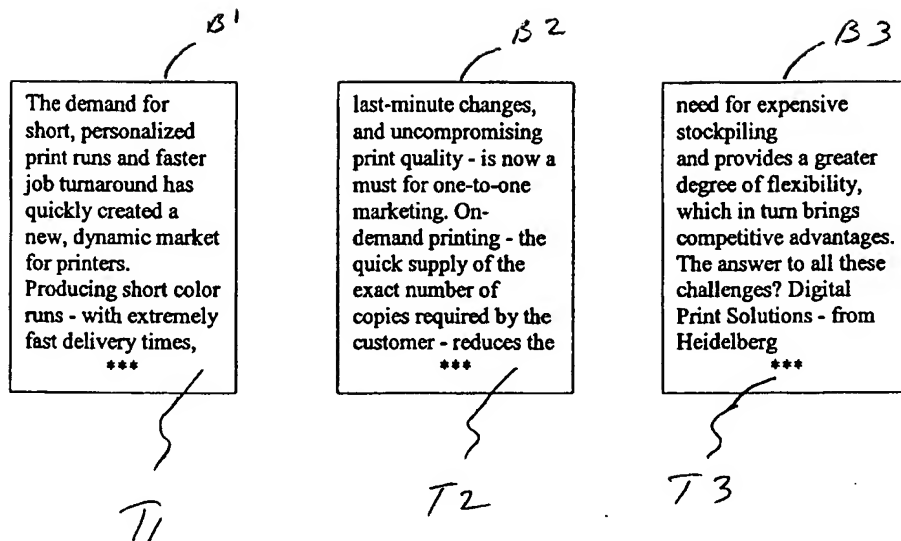 B1
B2
B3
The demand for
short, personalized
print runs and faster
job turnaround has
quickly created a
new, dynamic market
for printers.
Producing short color
runs - with extremely
fast delivery times,
***
last-minute changes,
and uncompromising
print quality - is now a
must for one-to-one
marketing. On-
demand printing - the
quick supply of the
exact number of
copies required by the
customer - reduces the
***
need for expensive
stockpiling
and provides a greater
degree of flexibility,
which in turn brings
competitive advantages.
The answer to all these
challenges? Digital
Print Solutions - from
Heidelberg
***
T1
T2
T3